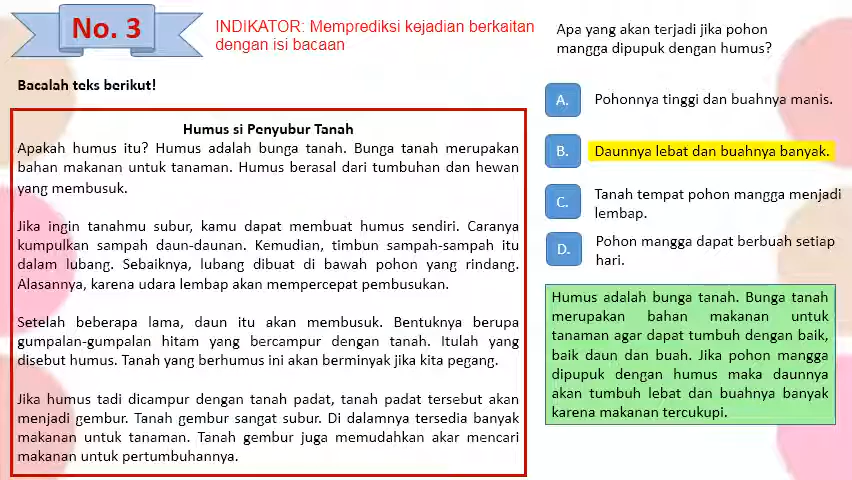 No. 3
INDIKATOR: Memprediksi kejadian berkaitan
dengan isi bacaan
Bacalah teks berikut!
Humus si Penyubur Tanah
Apakah humus itu? Humus adalah bunga tanah. Bunga tanah merupakan
bahan makanan untuk tanaman. Humus berasal dari tumbuhan dan hewan
yang membusuk.
Jika ingin tanahmu subur, kamu dapat membuat humus sendiri. Caranya
kumpulkan sampah daun-daunan. Kemudian, timbun sampah-sampah itu
dalam lubang. Sebaiknya, lubang dibuat di bawah pohon yang rindang.
Alasannya, karena udara lembap akan mempercepat pembusukan.
Setelah beberapa lama, daun itu akan membusuk. Bentuknya berupa
gumpalan-gumpalan hitam yang bercampur dengan tanah. Itulah yang
disebut humus. Tanah yang berhumus ini akan berminyak jika kita pegang.
Jika humus tadi dicampur dengan tanah padat, tanah padat tersebut akan
menjadi gembur. Tanah gembur sangat subur. Di dalamnya tersedia banyak
makanan untuk tanaman. Tanah gembur juga memudahkan akar mencari
makanan untuk pertumbuhannya.
Apa yang akan terjadi jika pohon
mangga dipupuk dengan humus?
A. Pohonnya tinggi dan buahnya manis.
B. Daunnya lebat dan buahnya banyak.
C. Tanah tempat pohon mangga menjadi
lembap.
D. Pohon mangga dapat berbuah setiap
hari.
Humus adalah bunga tanah. Bunga tanah
merupakan bahan makanan untuk
tanaman agar dapat tumbuh dengan baik,
baik daun dan buah. Jika pohon mangga
dipupuk dengan humus maka daunnya
akan tumbuh lebat dan buahnya banyak
karena makanan tercukupi.